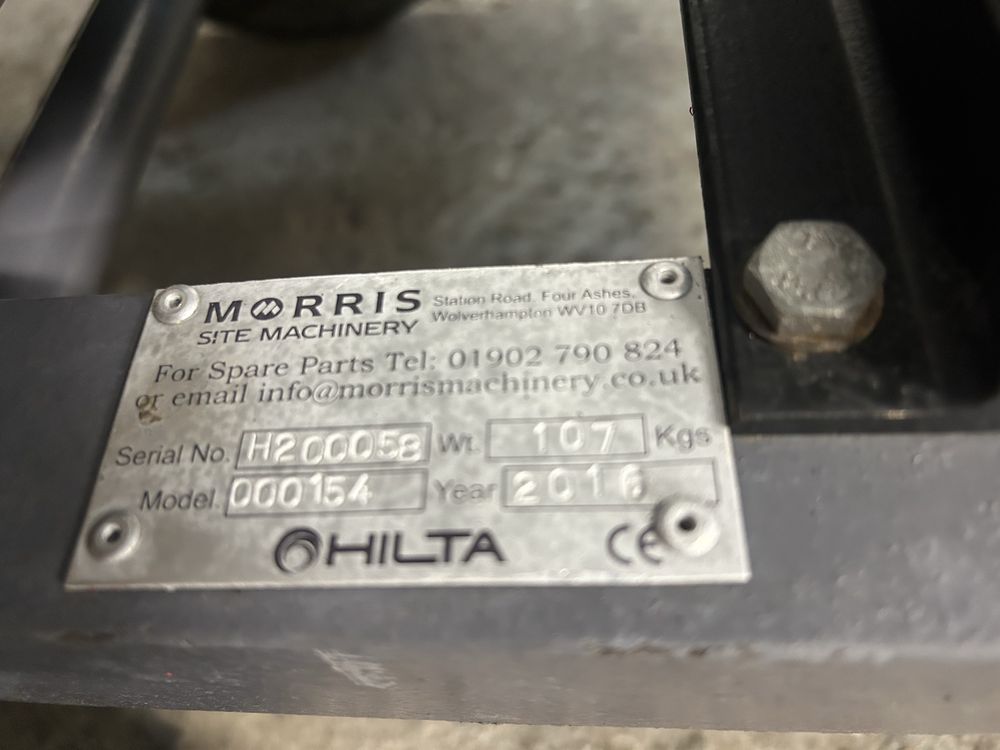 MORRIS
SITE MACHINERY
Station Road, Four Ashes,
Wolverhampton WV10 7DB
For Spare Parts Tel: 01902 790 824
or email info@morrismachinery.co.uk
Serial No. H200058 Wt. 107 Kgs
Model. 000154 Year 2016
HILTA CE